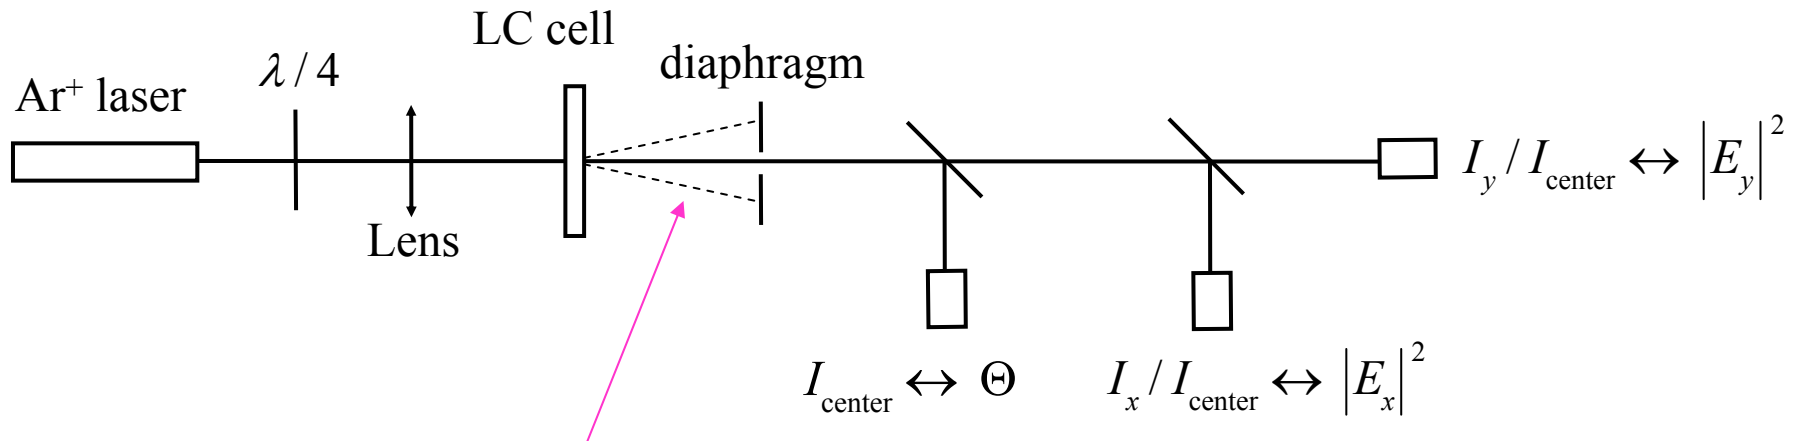 LC cell
λ / 4
diaphragm
Ar⁺ laser
Lens
I_y / I_center ↔ |E_y|²
I_center ↔ Θ
I_x / I_center ↔ |E_x|²